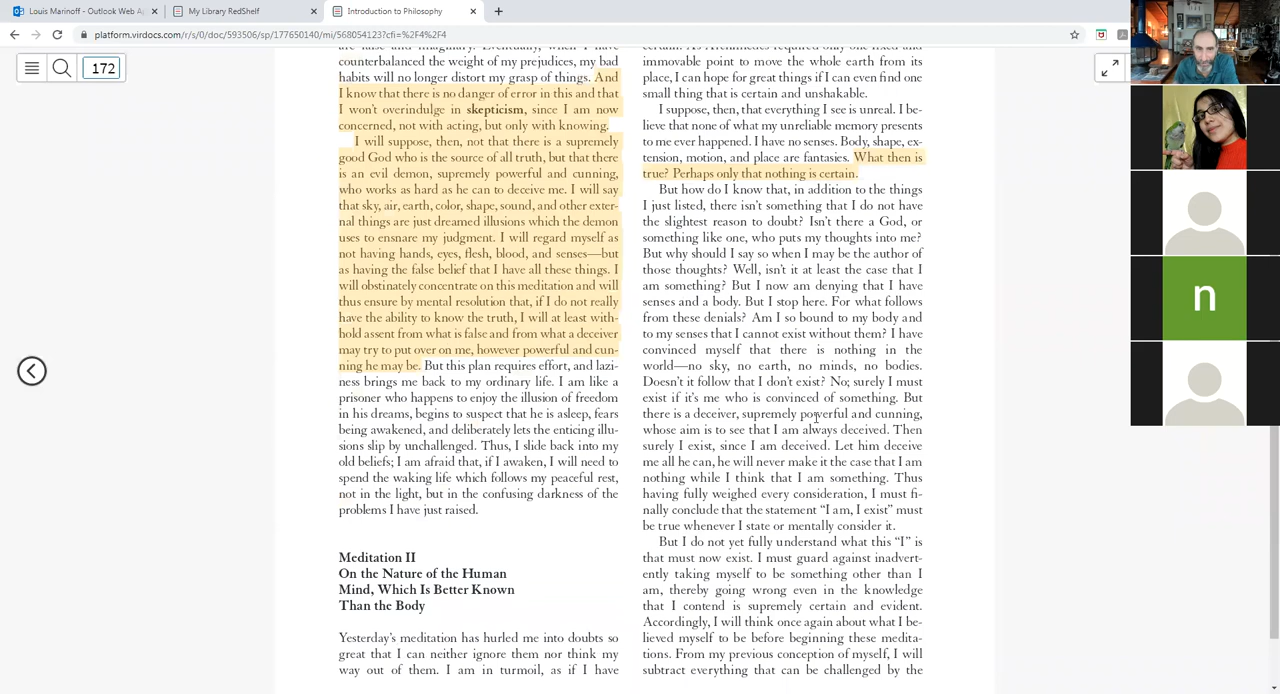 Louis Marinoff - Outlook Web A
My Library RedShelf
Introduction to Philosophy
platform.virdocs.com/r/s/0/doc/593506/sp/177650140/mi/568054123?cfi=%2F4%2F4
172
are false and imaginary. Eventually, when I have
counterbalanced the weight of my prejudices, my bad
habits will no longer distort my grasp of things. And
I know that there is no danger of error in this and that
I won't overindulge in skepticism, since I am now
concerned, not with acting, but only with knowing.
I will suppose, then, not that there is a supremely
good God who is the source of all truth, but that there
is an evil demon, supremely powerful and cunning,
who works as hard as he can to deceive me. I will say
that sky, air, earth, color, shape, sound, and other exter-
nal things are just dreamed illusions which the demon
uses to ensnare my judgment. I will regard myself as
not having hands, eyes, flesh, blood, and senses—but
as having the false belief that I have all these things. I
will obstinately concentrate on this meditation and will
thus ensure by mental resolution that, if I do not really
have the ability to know the truth, I will at least with-
hold assent from what is false and from what a deceiver
may try to put over on me, however powerful and cun-
ning he may be. But this plan requires effort, and lazi-
ness brings me back to my ordinary life. I am like a
prisoner who happens to enjoy the illusion of freedom
in his dreams, begins to suspect that he is asleep, fears
being awakened, and deliberately lets the enticing illu-
sions slip by unchallenged. Thus, I slide back into my
old beliefs; I am afraid that, if I awaken, I will need to
spend the waking life which follows my peaceful rest,
not in the light, but in the confusing darkness of the
problems I have just raised.
Meditation II
On the Nature of the Human
Mind, Which Is Better Known
Than the Body
Yesterday's meditation has hurled me into doubts so
great that I can neither ignore them nor think my
way out of them. I am in turmoil, as if I have
certain. As Archimedes required only one fixed and
immovable point to move the whole earth from its
place, I can hope for great things if I can even find one
small thing that is certain and unshakable.
I suppose, then, that everything I see is unreal. I be-
lieve that none of what my unreliable memory presents
to me ever happened. I have no senses. Body, shape, ex-
tension, motion, and place are fantasies. What then is
true? Perhaps only that nothing is certain.
But how do I know that, in addition to the things
I just listed, there isn't something that I do not have
the slightest reason to doubt? Isn't there a God, or
something like one, who puts my thoughts into me?
But why should I say so when I may be the author of
those thoughts? Well, isn't it at least the case that I
am something? But I now am denying that I have
senses and a body. But I stop here. For what follows
from these denials? Am I so bound to my body and
to my senses that I cannot exist without them? I have
convinced myself that there is nothing in the
world—no sky, no earth, no minds, no bodies.
Doesn't it follow that I don't exist? No; surely I must
exist if it's me who is convinced of something. But
there is a deceiver, supremely powerful and cunning,
whose aim is to see that I am always deceived. Then
surely I exist, since I am deceived. Let him deceive
me all he can, he will never make it the case that I am
nothing while I think that I am something. Thus
having fully weighed every consideration, I must fi-
nally conclude that the statement “I am, I exist” must
be true whenever I state or mentally consider it.
But I do not yet fully understand what this “I” is
that must now exist. I must guard against inadvert-
ently taking myself to be something other than I
am, thereby going wrong even in the knowledge
that I contend is supremely certain and evident.
Accordingly, I will think once again about what I be-
lieved myself to be before beginning these medita-
tions. From my previous conception of myself, I will
subtract everything that can be challenged by the
n